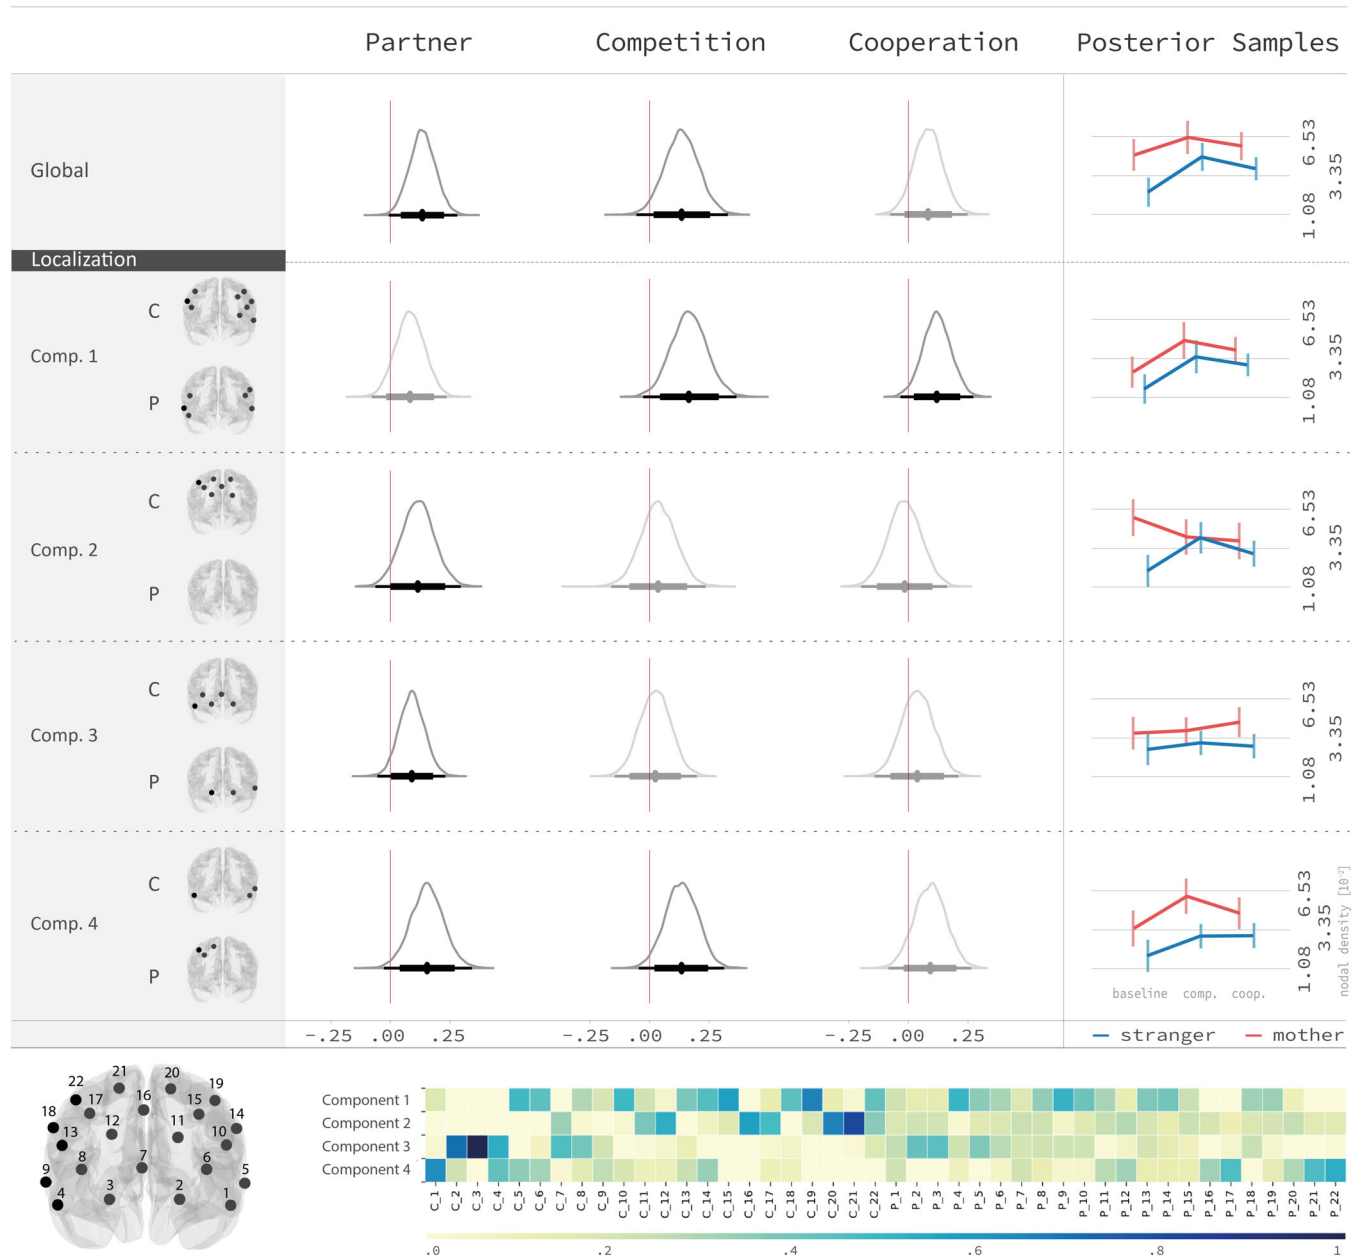 Partner Competition Cooperation Posterior Samples
Global
6.53
3.35
1.08
Localization
C
Comp. 1
P
6.53
3.35
1.08
C
Comp. 2
P
6.53
3.35
1.08
C
Comp. 3
P
6.53
3.35
1.08
C
Comp. 4
P
6.53
3.35
1.08
nodal density [10⁻²]
baseline comp. coop.
-.25 .00 .25 -.25 .00 .25 -.25 .00 .25
stranger mother
21 20
22 16 19
17 15
18 12 11 14
13 10
9 8 7 6 5
4 3 2 1
Component 1
Component 2
Component 3
Component 4
C_1 C_2 C_3 C_4 C_5 C_6 C_7 C_8 C_9 C_10 C_11 C_12 C_13 C_14 C_15 C_16 C_17 C_18 C_19 C_20 C_21 C_22 P_1 P_2 P_3 P_4 P_5 P_6 P_7 P_8 P_9 P_10 P_11 P_12 P_13 P_14 P_15 P_16 P_17 P_18 P_19 P_20 P_21 P_22
.0 .2 .4 .6 .8 1